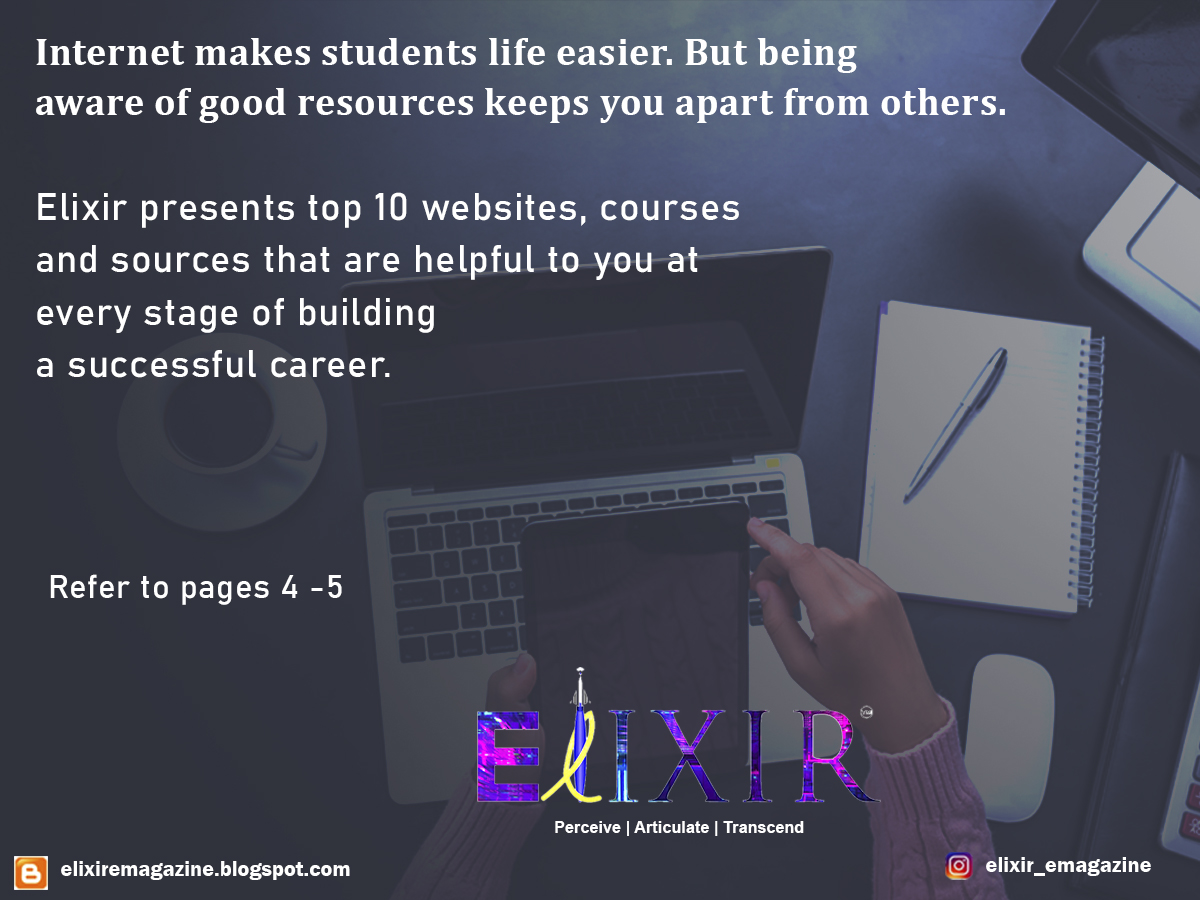 Internet makes students life easier. But being
aware of good resources keeps you apart from others.
Elixir presents top 10 websites, courses
and sources that are helpful to you at
every stage of building
a successful career.
Refer to pages 4 -5
ElIXIR
Perceive | Articulate | Transcend
elixiremagazine.blogspot.com
elixir_emagazine